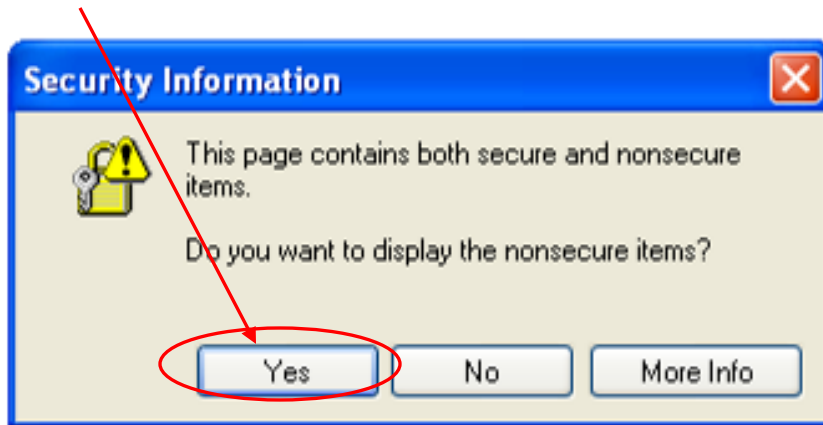 Security Information
This page contains both secure and nonsecure
items.
Do you want to display the nonsecure items?
Yes No More Info